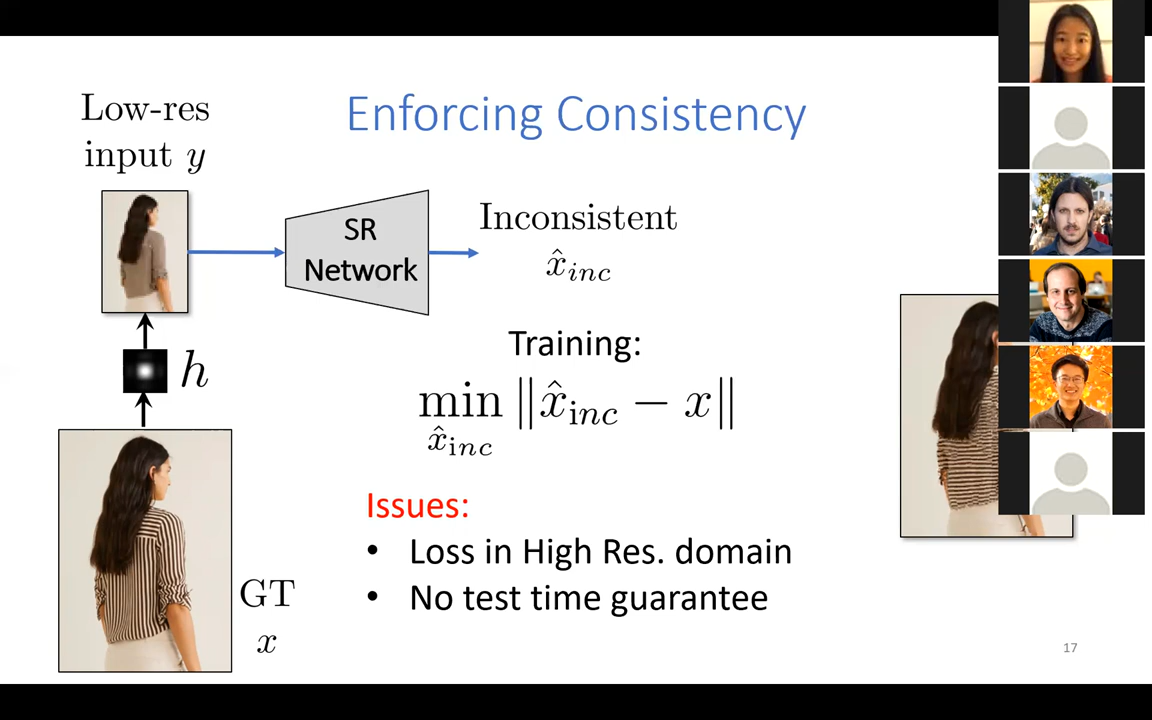 Enforcing Consistency
Low-res
input y
SR
Network
Inconsistent
x̂_inc
h
Training:
min ‖x̂_inc − x‖
x̂_inc
Issues:
• Loss in High Res. domain
• No test time guarantee
GT
x
17